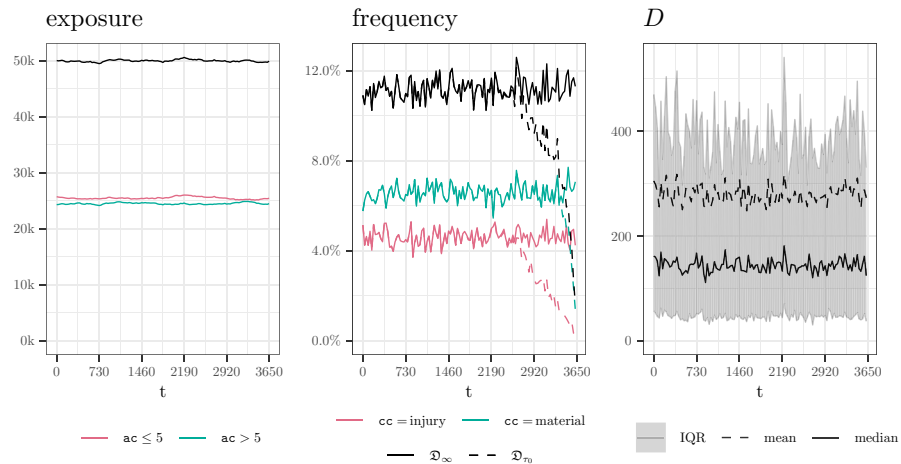 exposure
frequency
D
50k
40k
30k
20k
10k
0k
0 730 1460 2190 2920 3650
t
ac ≤ 5 ac > 5
12.0%
8.0%
4.0%
0.0%
0 730 1460 2190 2920 3650
t
cc = injury cc = material
𝔇∞ 𝔇τ₀
400
200
0
0 730 1460 2190 2920 3650
t
IQR mean median